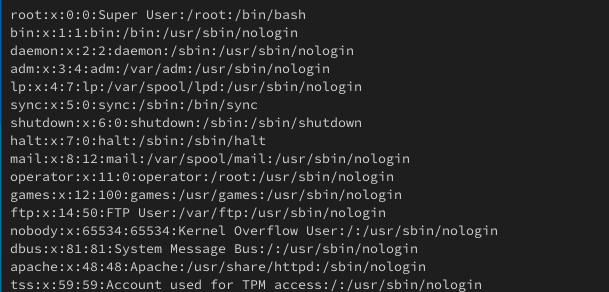 root:x:0:0:Super User:/root:/bin/bash
bin:x:1:1:bin:/bin:/usr/sbin/nologin
daemon:x:2:2:daemon:/sbin:/usr/sbin/nologin
adm:x:3:4:adm:/var/adm:/usr/sbin/nologin
lp:x:4:7:lp:/var/spool/lpd:/usr/sbin/nologin
sync:x:5:0:sync:/sbin:/bin/sync
shutdown:x:6:0:shutdown:/sbin:/sbin/shutdown
halt:x:7:0:halt:/sbin:/sbin/halt
mail:x:8:12:mail:/var/spool/mail:/usr/sbin/nologin
operator:x:11:0:operator:/root:/usr/sbin/nologin
games:x:12:100:games:/usr/games:/usr/sbin/nologin
ftp:x:14:50:FTP User:/var/ftp:/usr/sbin/nologin
nobody:x:65534:65534:Kernel Overflow User:/:/usr/sbin/nologin
dbus:x:81:81:System Message Bus:/:/usr/sbin/nologin
apache:x:48:48:Apache:/usr/share/httpd:/sbin/nologin
tss:x:59:59:Account used for TPM access:/:/usr/sbin/nologin